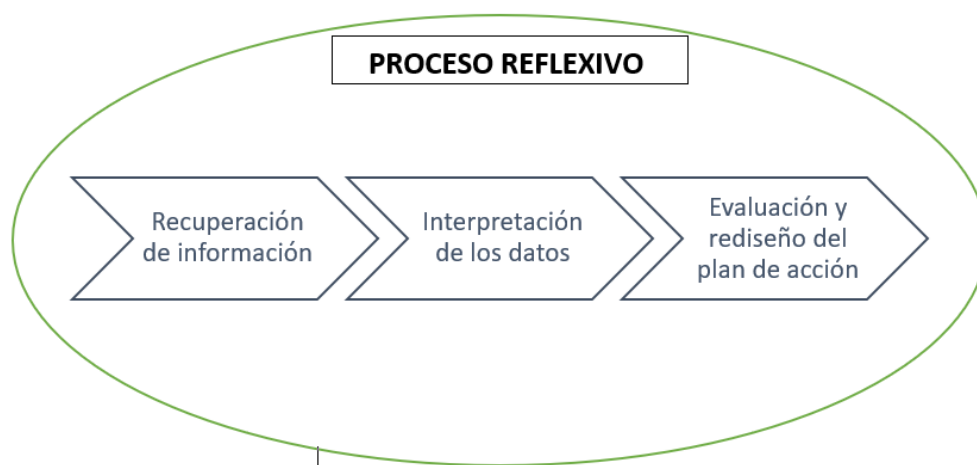 PROCESO REFLEXIVO
Recuperación
de información
Interpretación
de los datos
Evaluación y
rediseño del
plan de acción